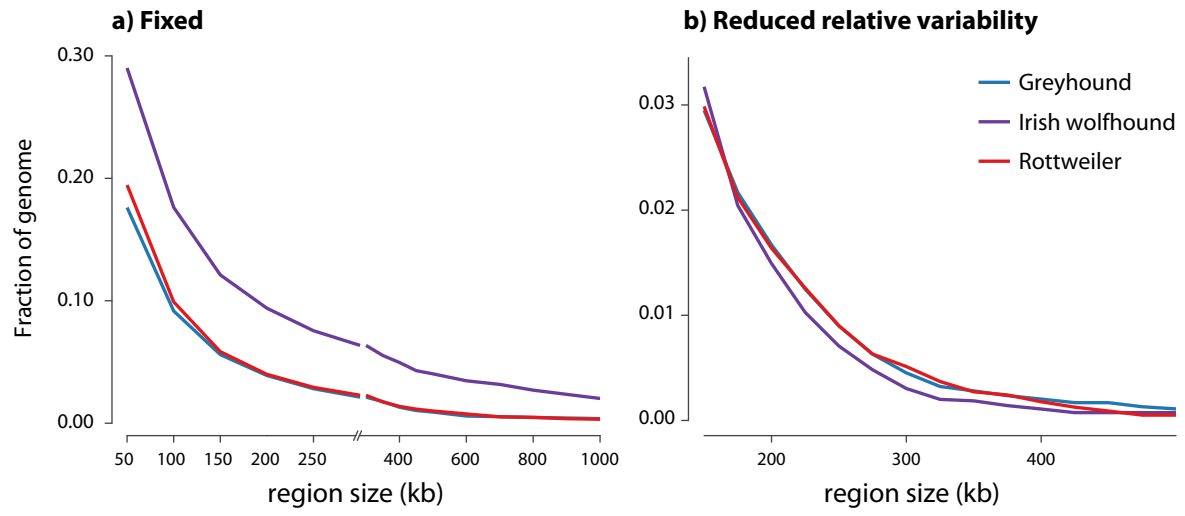 a) Fixed
Fraction of genome
0.30
0.20
0.10
0.00
50 100 150 200 250 400 600 800 1000
region size (kb)
b) Reduced relative variability
Greyhound
Irish wolfhound
Rottweiler
0.03
0.02
0.01
0.00
200 300 400
region size (kb)